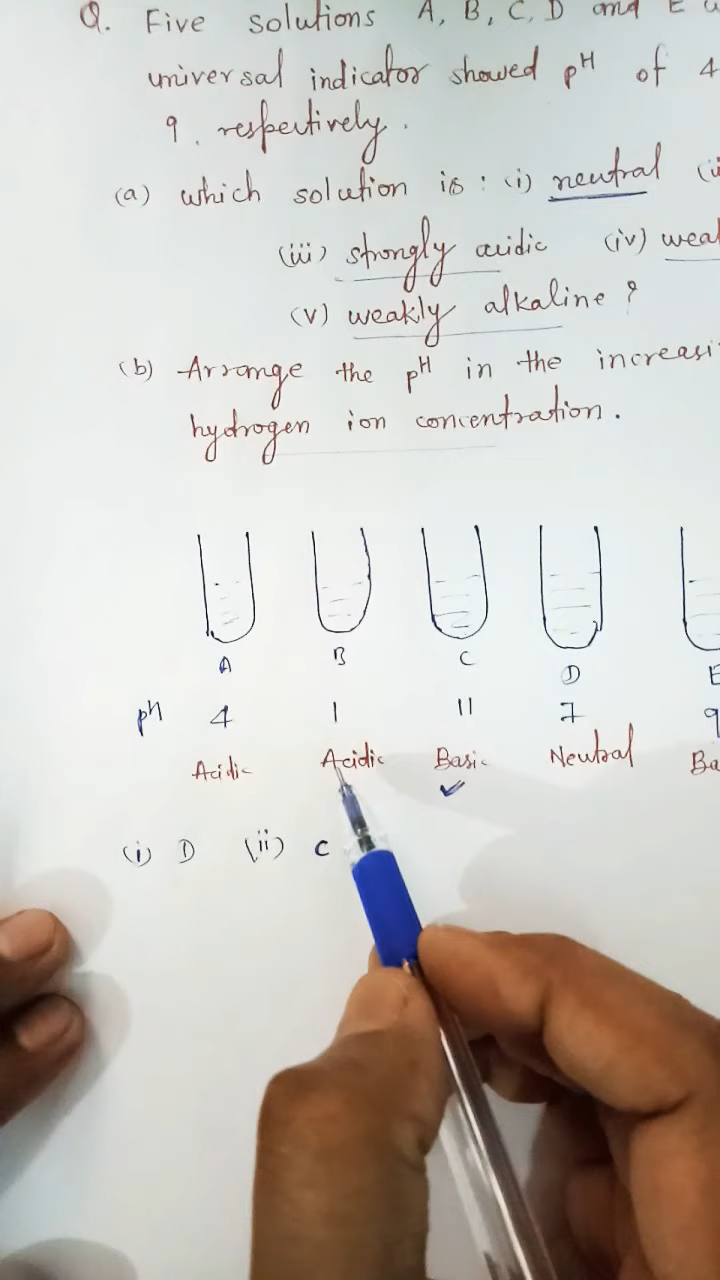 Q. Five solutions A, B, C, D and E
universal indicator showed pH of 4
9, respectively.
(a) which solution is : (i) neutral (ii
(iii) strongly acidic (iv) weak
(v) weakly alkaline ?
(b) Arrange the pH in the increasi
hydrogen ion concentration.
A B C D E
pH 4 1 11 7 9
Acidic Acidic Basic Neutral Ba
(i) D (ii) C